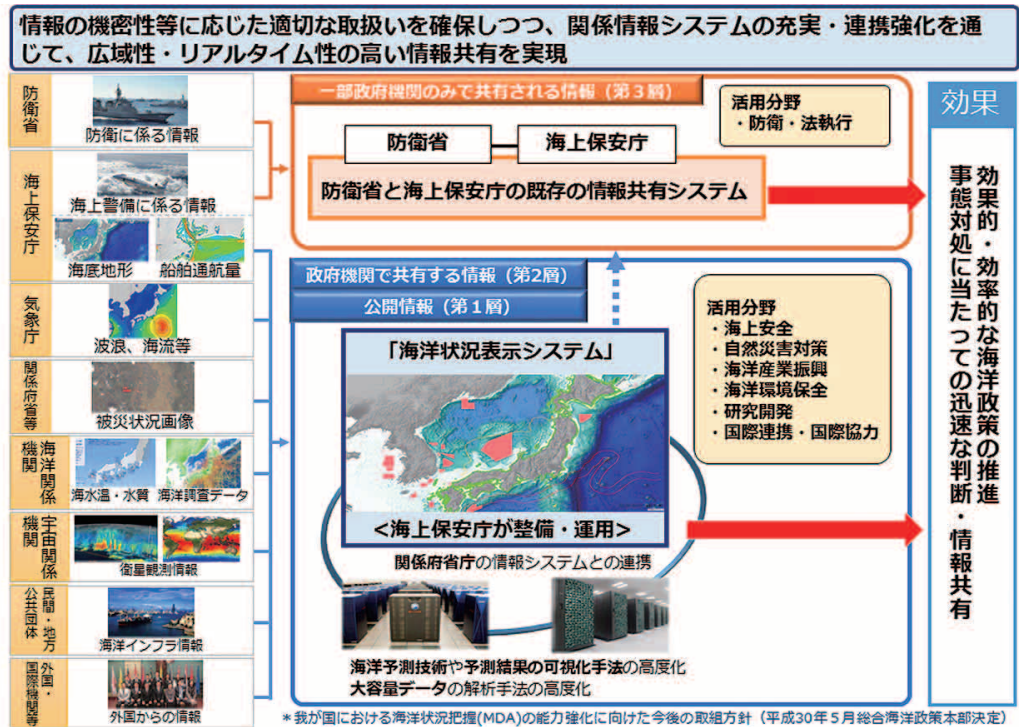 情報の機密性等に応じた適切な取扱いを確保しつつ、関係情報システムの充実・連携強化を通
じて、広域性・リアルタイム性の高い情報共有を実現
防衛省
防衛に係る情報
海上保安庁
海上警備に係る情報
海底地形
船舶通航量
気象庁
波浪、海流等
関係府省等
被災状況画像
海洋関係
機関
海水温・水質
海洋調査データ
宇宙関係
機関
衛星観測情報
民間・地方
公共団体
海洋インフラ情報
外国・
国際機関等
外国からの情報
一部政府機関のみで共有される情報（第３層）
活用分野
・防衛・法執行
防衛省
海上保安庁
防衛省と海上保安庁の既存の情報共有システム
政府機関で共有する情報（第2層）
公開情報（第１層）
「海洋状況表示システム」
<海上保安庁が整備・運用>
活用分野
・海上安全
・自然災害対策
・海洋産業振興
・海洋環境保全
・研究開発
・国際連携・国際協力
関係府省庁の情報システムとの連携
海洋予測技術や予測結果の可視化手法の高度化
大容量データの解析手法の高度化
効果
効果的・効率的な海洋政策の推進
事態対処に当たっての迅速な判断・情報共有
＊我が国における海洋状況把握(MDA)の能力強化に向けた今後の取組方針（平成30年５月総合海洋政策本部決定）